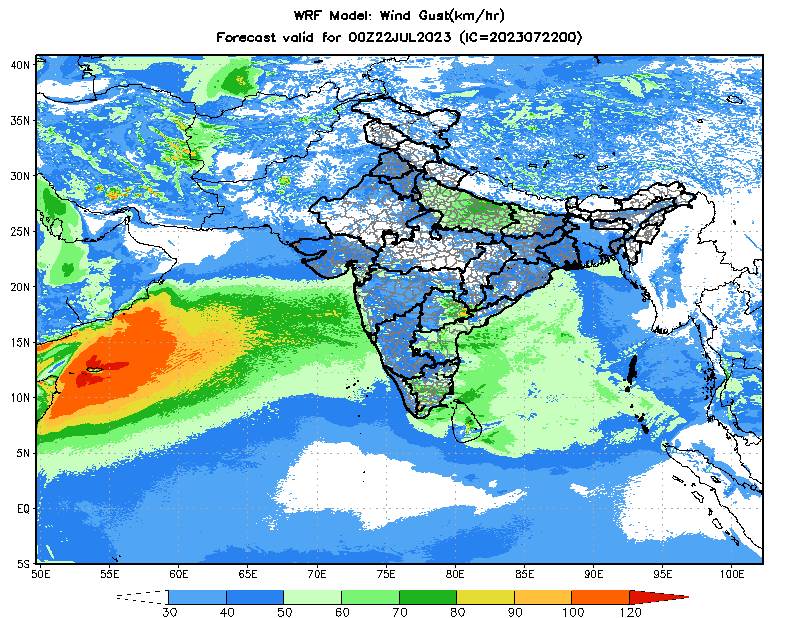 WRF Model: Wind Gust(km/hr)
Forecast valid for 00Z22JUL2023 (IC=2023072200)
40N
35N
30N
25N
20N
15N
10N
5N
EQ
5S
50E 55E 60E 65E 70E 75E 80E 85E 90E 95E 100E
30 40 50 60 70 80 90 100 120